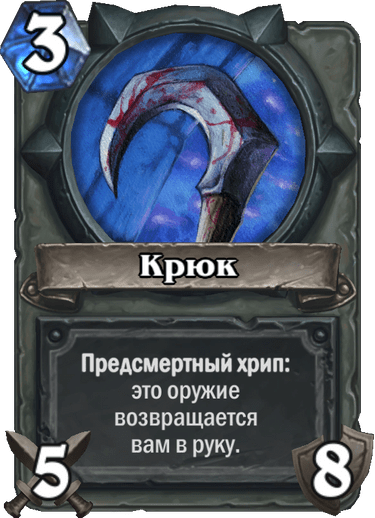 3
Крюк
Предсмертный хрип:
это оружие
возвращается
вам в руку.
5
8